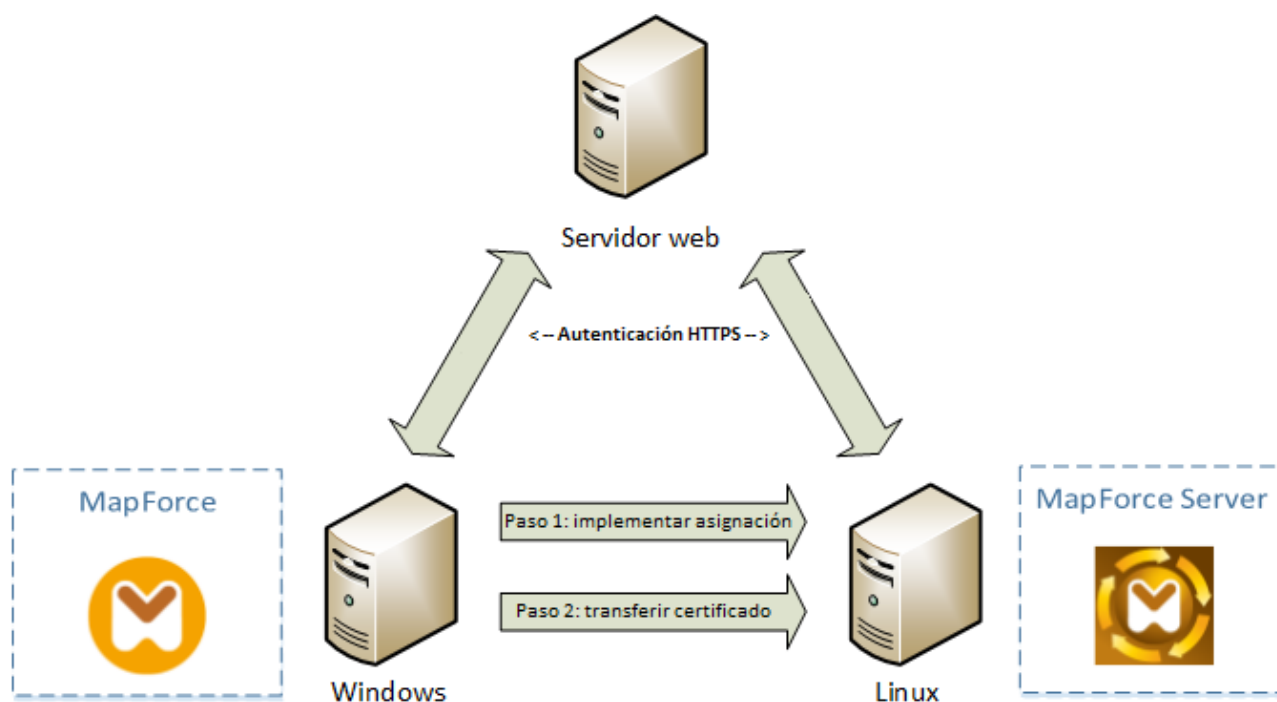 Servidor web
< -- Autenticación HTTPS -- >
MapForce
Paso 1: implementar asignación
MapForce Server
Paso 2: transferir certificado
Windows
Linux